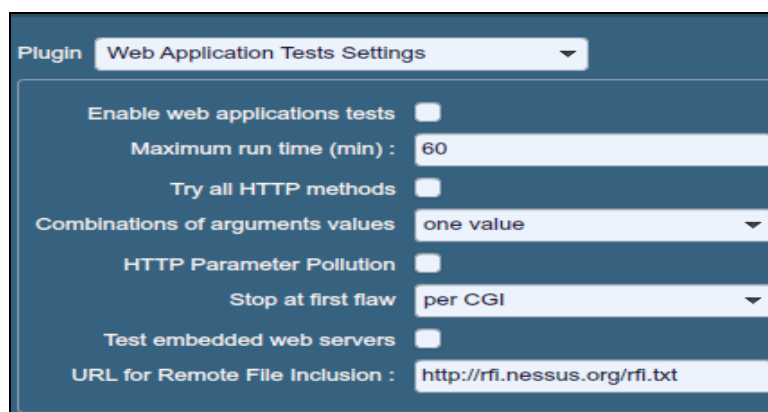 Plugin Web Application Tests Settings
Enable web applications tests
Maximum run time (min) : 60
Try all HTTP methods
Combinations of arguments values one value
HTTP Parameter Pollution
Stop at first flaw per CGI
Test embedded web servers
URL for Remote File Inclusion : http://rfi.nessus.org/rfi.txt